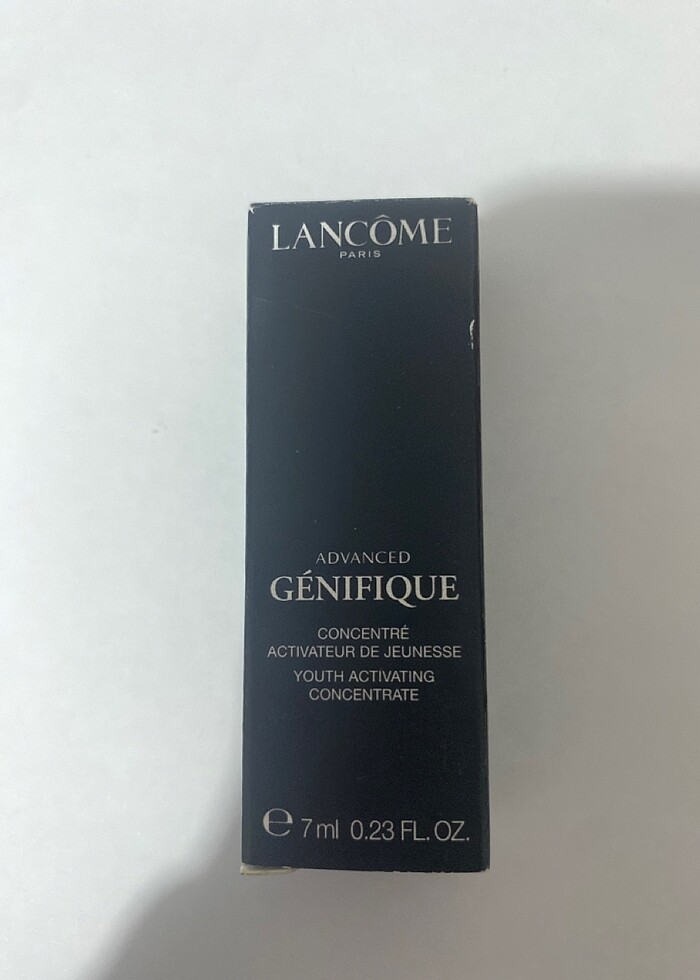 LANCÔME
PARIS
ADVANCED
GÉNIFIQUE
CONCENTRÉ
ACTIVATEUR DE JEUNESSE
YOUTH ACTIVATING
CONCENTRATE
℮ 7 ml 0.23 FL. OZ.